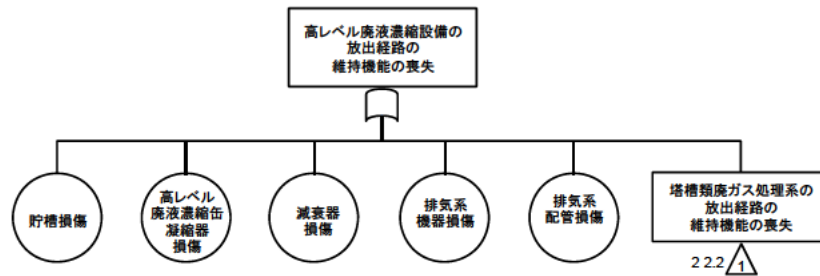 高レベル廃液濃縮設備の
放出経路の
維持機能の喪失
貯槽損傷
高レベル
廃液濃縮缶
凝縮器
損傷
減衰器
損傷
排気系
機器損傷
排気系
配管損傷
塔槽類廃ガス処理系の
放出経路の
維持機能の喪失
2 2.2
1